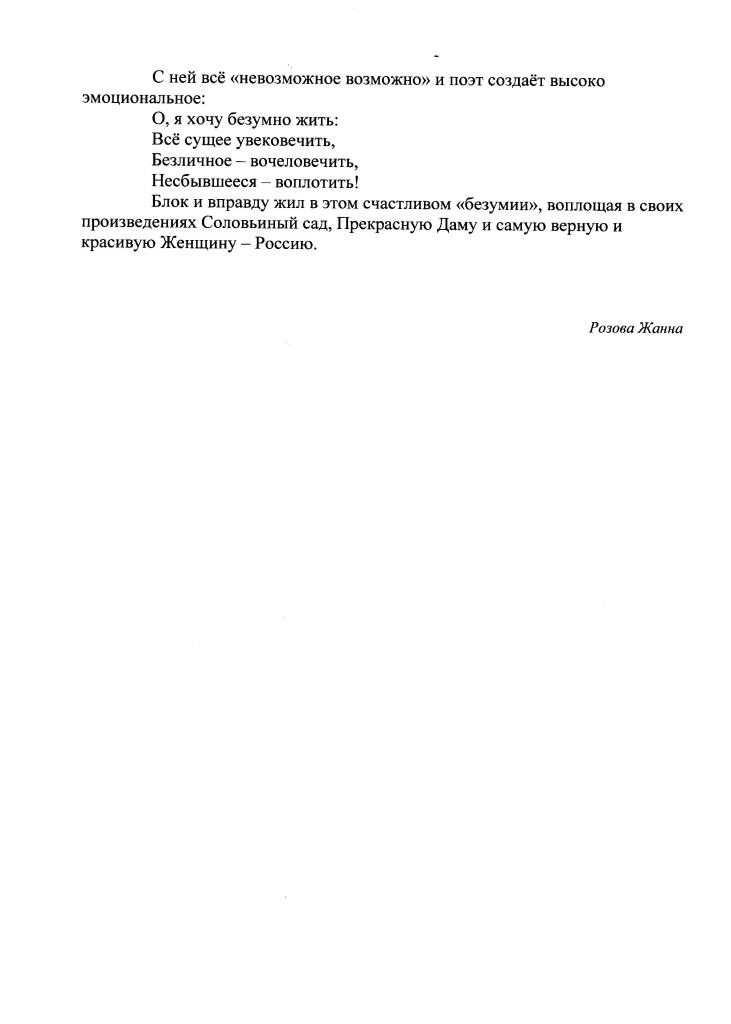 С ней всё «невозможное возможно» и поэт создаёт высоко
эмоциональное:
О, я хочу безумно жить:
Всё сущее увековечить,
Безличное – вочеловечить,
Несбывшееся – воплотить!
Блок и вправду жил в этом счастливом «безумии», воплощая в своих
произведениях Соловьиный сад, Прекрасную Даму и самую верную и
красивую Женщину – Россию.
Розова Жанна